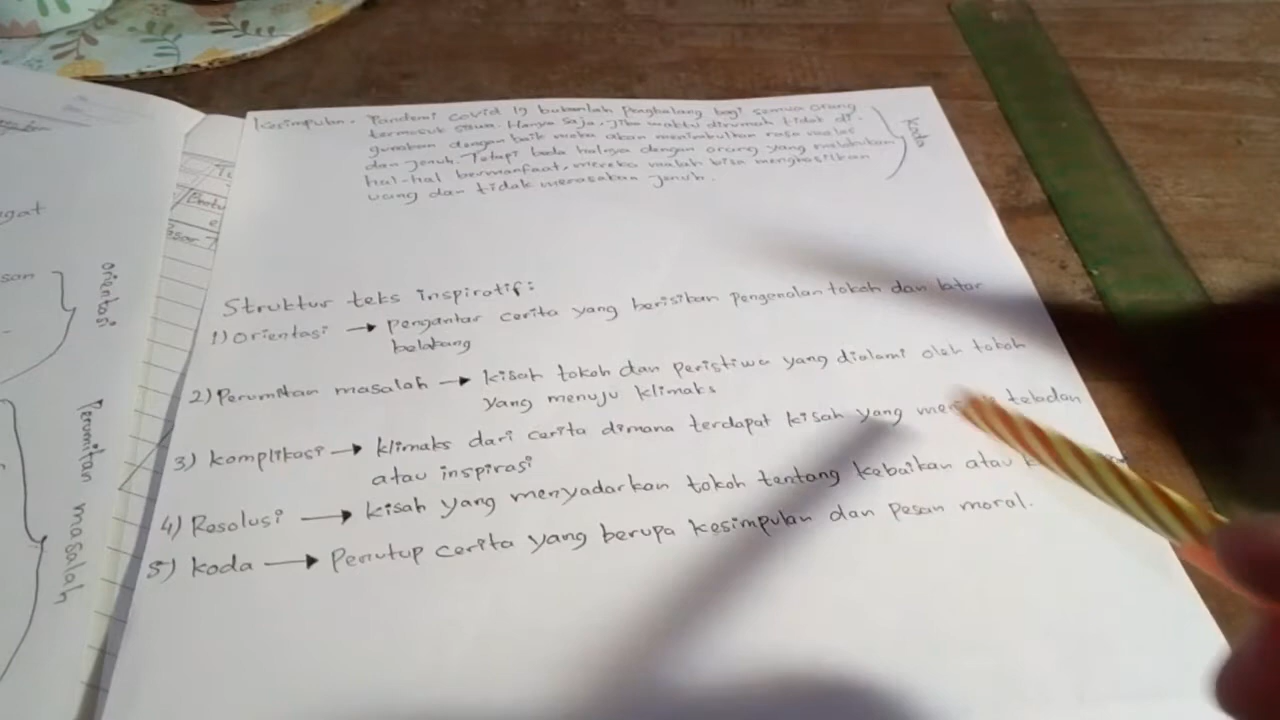 Kesimpulan. Pandemi covid 19 bukanlah penghalang bagi semua orang
termasuk siswa. Hanya saja, jika waktu dirumah tidak di-
gunakan dengan baik maka akan menimbulkan rasa malas
dan jenuh. Tetapi beda halnya dengan orang yang melakukan
hal-hal bermanfaat, mereka malah bisa menghasilkan
uang dan tidak merasakan jenuh.
Koda
gat
san
orientasi
Perumitan masalah
Struktur teks inspiratif:
1) Orientasi → pengantar cerita yang berisikan pengenalan tokoh dan latar
belakang
2) Perumitan masalah → kisah tokoh dan peristiwa yang dialami oleh tokoh
yang menuju klimaks
3) Komplikasi → klimaks dari cerita dimana terdapat kisah yang teladan
atau inspirasi
4) Resolusi → kisah yang menyadarkan tokoh tentang kebaikan atau
5) Koda → Penutup cerita yang berupa kesimpulan dan pesan moral.